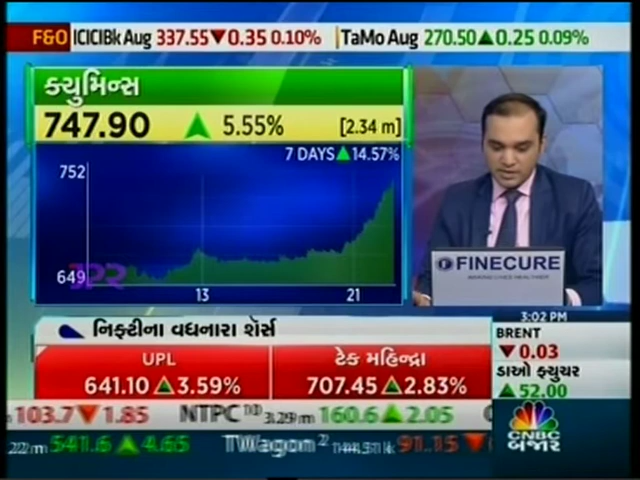 F&O ICICIBk Aug 337.55▼0.35 0.10% TaMo Aug 270.50▲0.25 0.09%
ક્યુમિન્સ
747.90 ▲ 5.55% [2.34 m]
7 DAYS▲14.57%
752
649
13 21
FINECURE
3:02 PM
નિફ્ટીના વધનારા શૅર્સ
UPL
641.10▲3.59%
ટેક મહિન્દ્રા
707.45▲2.83%
BRENT
▼0.03
ડાઓ ફ્યુચર
▲52.00
103.7▼1.85 NTPC 160.6▲2.05
541.6▲4.65 TWagon 91.15▼
CNBC
બજાર